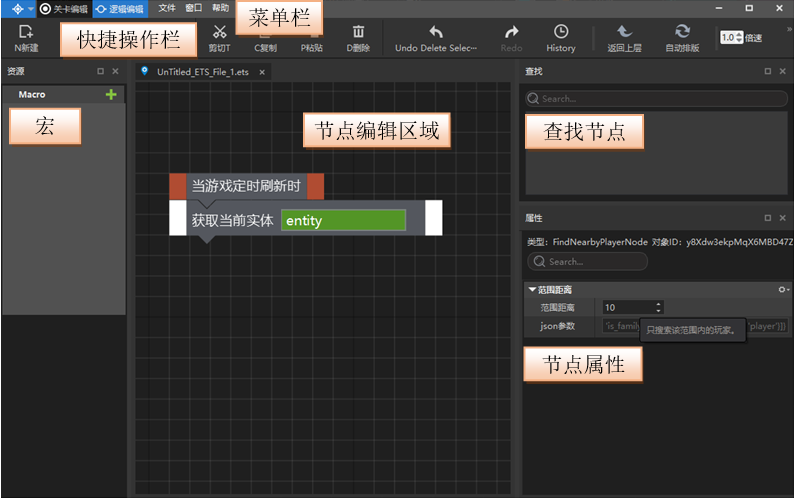 关卡编辑 逻辑编辑 文件 窗口 帮助
菜单栏
快捷操作栏
N新建 剪切T C复制 P粘贴 D删除 Undo Delete Selec··· Redo History 返回上层 自动排版 1.0 倍速
资源
UnTitled_ETS_File_1.ets
查找
Macro
Search...
宏
节点编辑区域
查找节点
当游戏定时刷新时
获取当前实体 entity
属性
类型: FindNearbyPlayerNode 对象ID: y8Xdw3ekpMqX6MBD47Z
Search...
范围距离
范围距离 10
json参数 'is_family 'player'}]}
只搜索该范围内的玩家。
节点属性